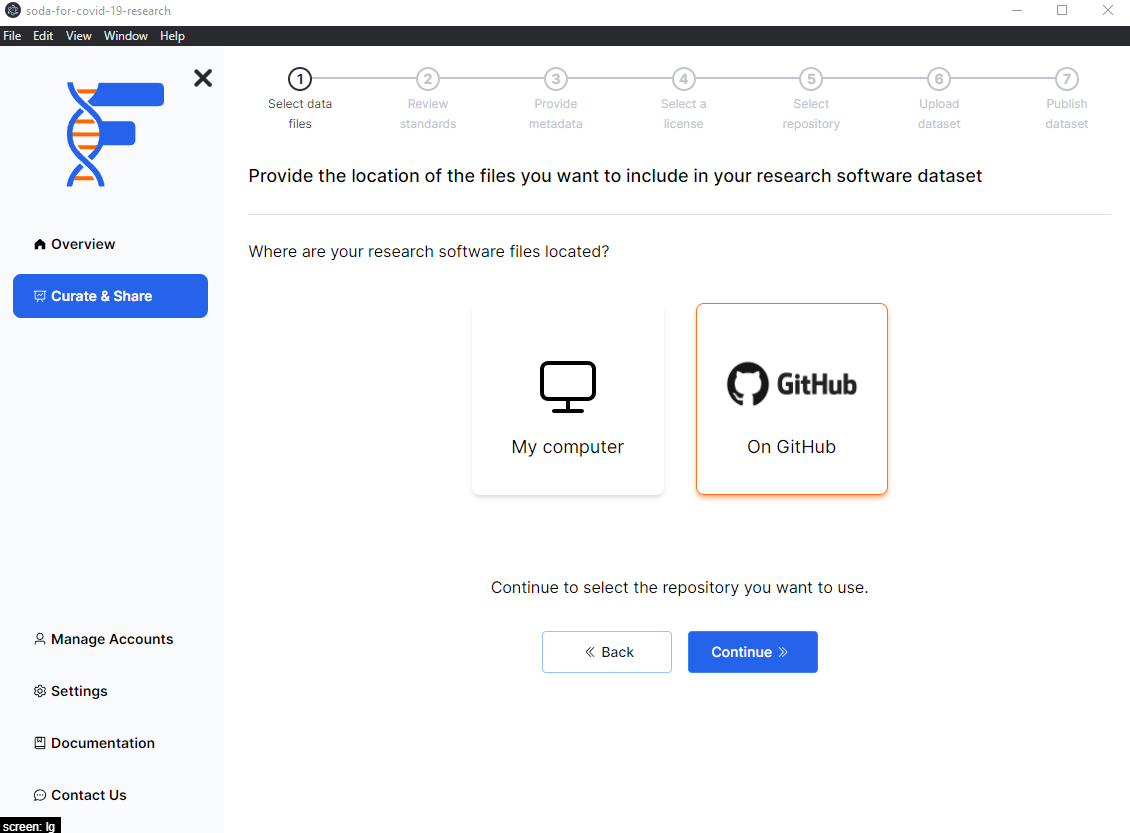 soda-for-covid-19-research
File Edit View Window Help
1 2 3 4 5 6 7
Select data files
Review standards
Provide metadata
Select a license
Select repository
Upload dataset
Publish dataset
Provide the location of the files you want to include in your research software dataset
Overview
Curate & Share
Where are your research software files located?
My computer
GitHub
On GitHub
Continue to select the repository you want to use.
Back
Continue
Manage Accounts
Settings
Documentation
Contact Us
screen: lg